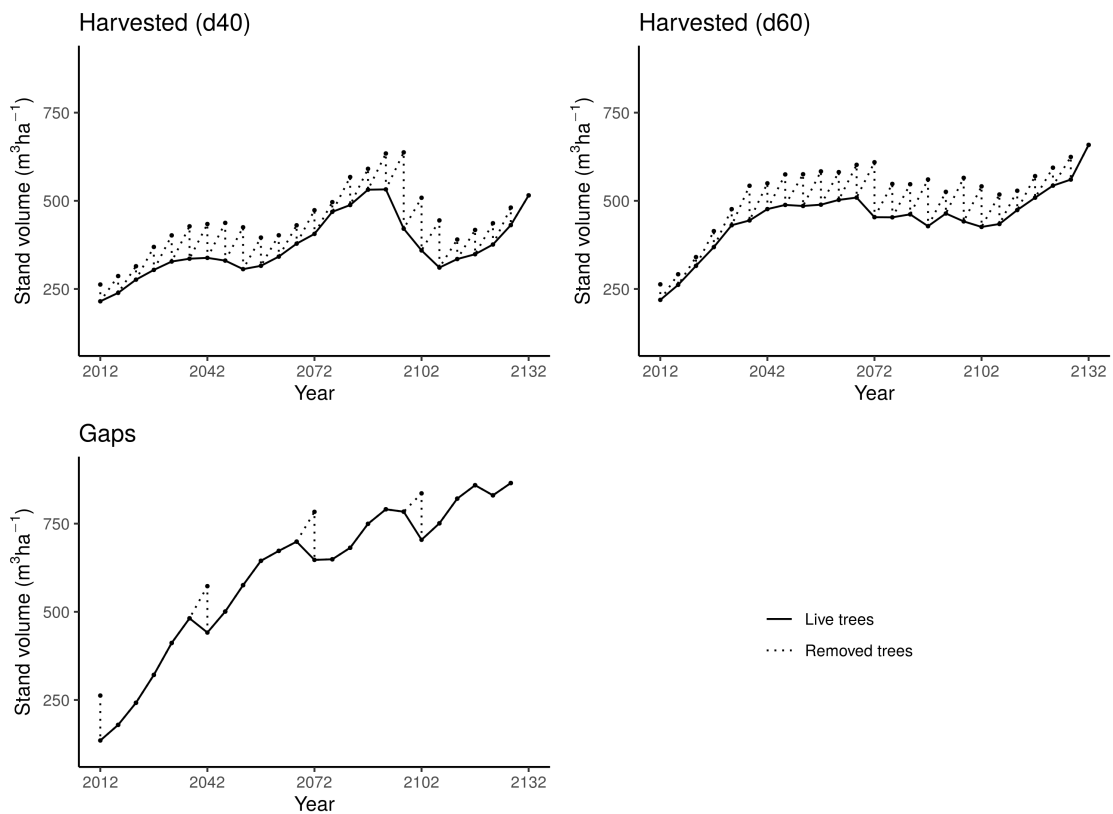 Harvested (d40)
Stand volume (m³ha⁻¹)
750
500
250
2012 2042 2072 2102 2132
Year
Harvested (d60)
Stand volume (m³ha⁻¹)
750
500
250
2012 2042 2072 2102 2132
Year
Gaps
Stand volume (m³ha⁻¹)
750
500
250
2012 2042 2072 2102 2132
Year
Live trees
Removed trees